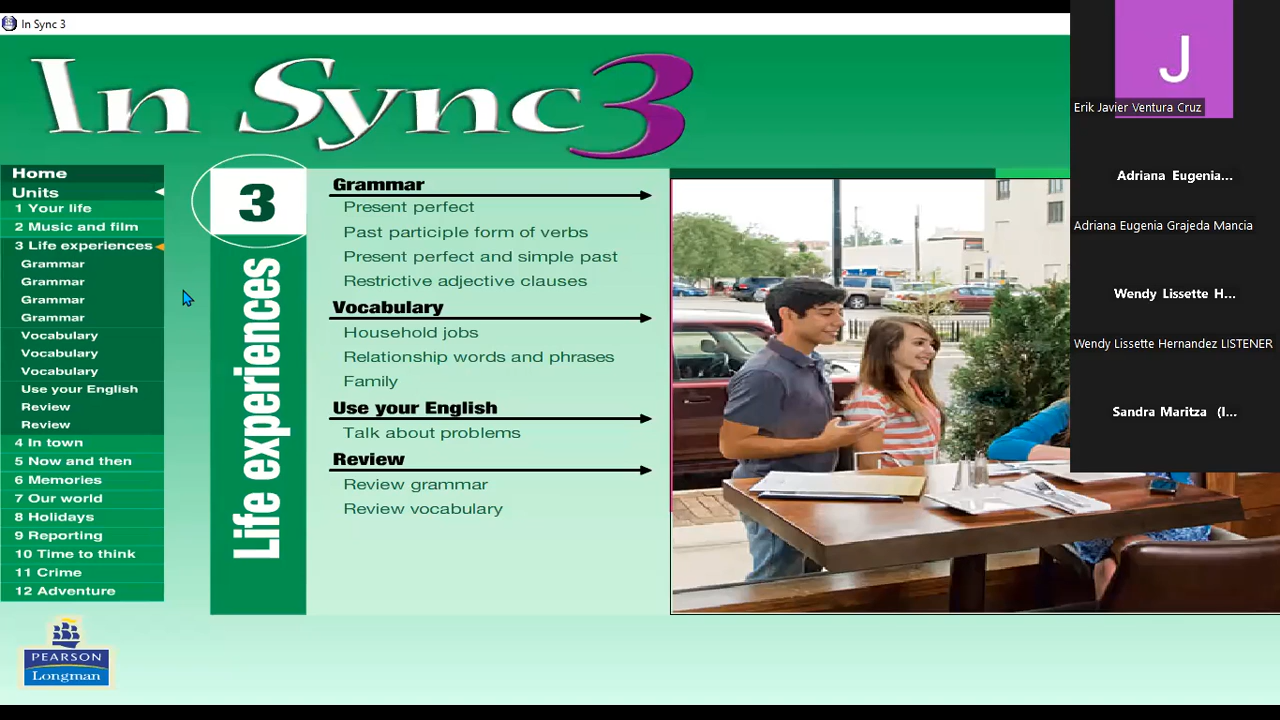 In Sync 3
In Sync 3
Home
Units
1 Your life
2 Music and film
3 Life experiences
Grammar
Grammar
Grammar
Grammar
Vocabulary
Vocabulary
Vocabulary
Use your English
Review
Review
4 In town
5 Now and then
6 Memories
7 Our world
8 Holidays
9 Reporting
10 Time to think
11 Crime
12 Adventure
PEARSON
Longman
3
Life experiences
Grammar
Present perfect
Past participle form of verbs
Present perfect and simple past
Restrictive adjective clauses
Vocabulary
Household jobs
Relationship words and phrases
Family
Use your English
Talk about problems
Review
Review grammar
Review vocabulary
J
Erik Javier Ventura Cruz
Adriana Eugenia...
Adriana Eugenia Grajeda Mancia
Wendy Lissette H...
Wendy Lissette Hernandez LISTENER
Sandra Maritza (I...